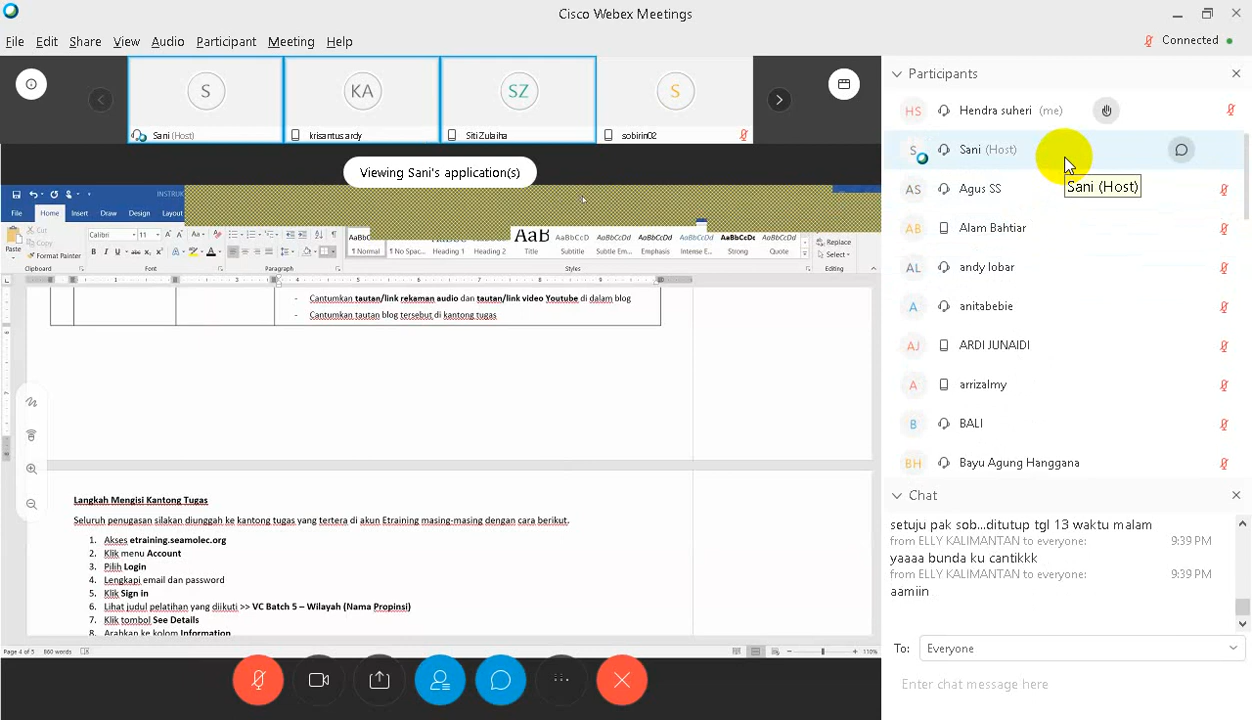 Cisco Webex Meetings
File Edit Share View Audio Participant Meeting Help
Connected
S
Sani (Host)
KA
krisantus ardy
SZ
Siti Zulaiha
S
sobirin02
Viewing Sani's application(s)
INSTRUK
File Home Insert Draw Design Layout
Paste
Cut
Copy
Format Painter
Clipboard
Calibri 11
Font
Paragraph
AaBbC
1 Normal
1 No Spac...
Heading 1
Heading 2
AaB
Title
AaBbCcD
Subtitle
AaBbCcDd
Subtle Em...
AaBbCcDd
Emphasis
AaBbCcDd
Intense E...
AaBbCcDd
Strong
AaBbCcDd
Quote
Styles
Replace
Select
Editing
- Cantumkan tautan/link rekaman audio dan tautan/link video Youtube di dalam blog
- Cantumkan tautan blog tersebut di kantong tugas
Langkah Mengisi Kantong Tugas
Seluruh penugasan silakan diunggah ke kantong tugas yang tertera di akun Etraining masing-masing dengan cara berikut.
1. Akses etraining.seamolec.org
2. Klik menu Account
3. Pilih Login
4. Lengkapi email dan password
5. Klik Sign in
6. Lihat judul pelatihan yang diikuti >> VC Batch 5 – Wilayah (Nama Propinsi)
7. Klik tombol See Details
8. Arahkan ke kolom Information
Page 4 of 5 860 words
110%
Participants
HS Hendra suheri (me)
S Sani (Host)
Sani (Host)
AS Agus SS
AB Alam Bahtiar
AL andy lobar
A anitabebie
AJ ARDI JUNAIDI
A arrizalmy
B BALI
BH Bayu Agung Hanggana
Chat
setuju pak sob...ditutup tgl 13 waktu malam
from ELLY KALIMANTAN to everyone: 9:39 PM
yaaaa bunda ku cantikkk
from ELLY KALIMANTAN to everyone: 9:39 PM
aamiin
To: Everyone
Enter chat message here